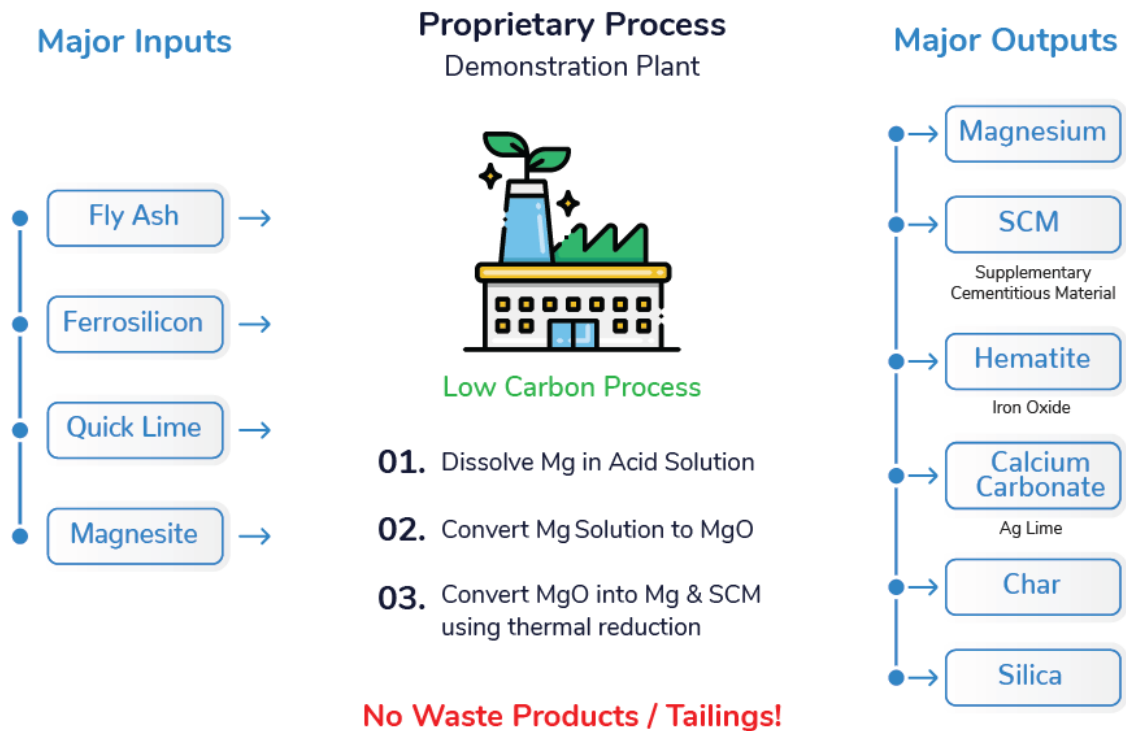 Major Inputs
Fly Ash
Ferrosilicon
Quick Lime
Magnesite
Proprietary Process
Demonstration Plant
Low Carbon Process
01. Dissolve Mg in Acid Solution
02. Convert Mg Solution to MgO
03. Convert MgO into Mg & SCM
using thermal reduction
No Waste Products / Tailings!
Major Outputs
Magnesium
SCM
Supplementary
Cementitious Material
Hematite
Iron Oxide
Calcium
Carbonate
Ag Lime
Char
Silica